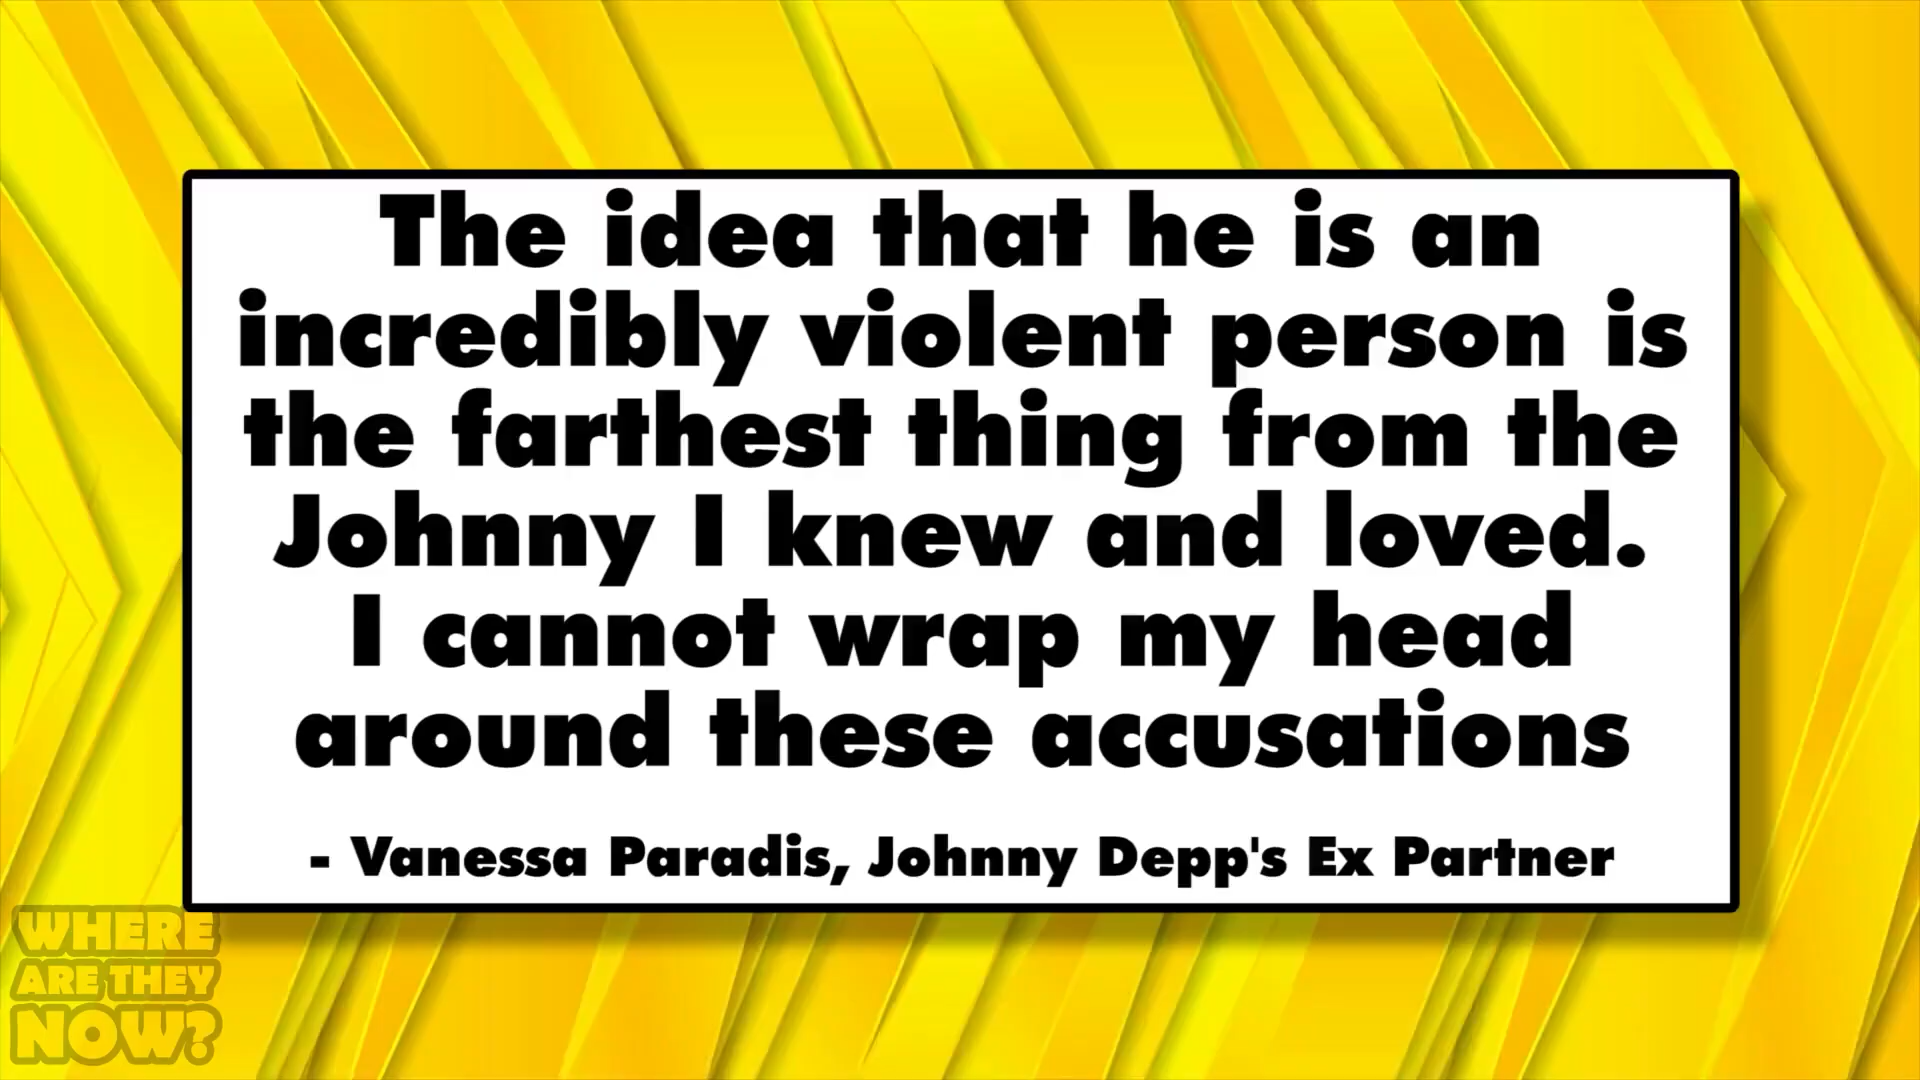 The idea that he is an
incredibly violent person is
the farthest thing from the
Johnny I knew and loved.
I cannot wrap my head
around these accusations
- Vanessa Paradis, Johnny Depp's Ex Partner
WHERE
ARE THEY
NOW?